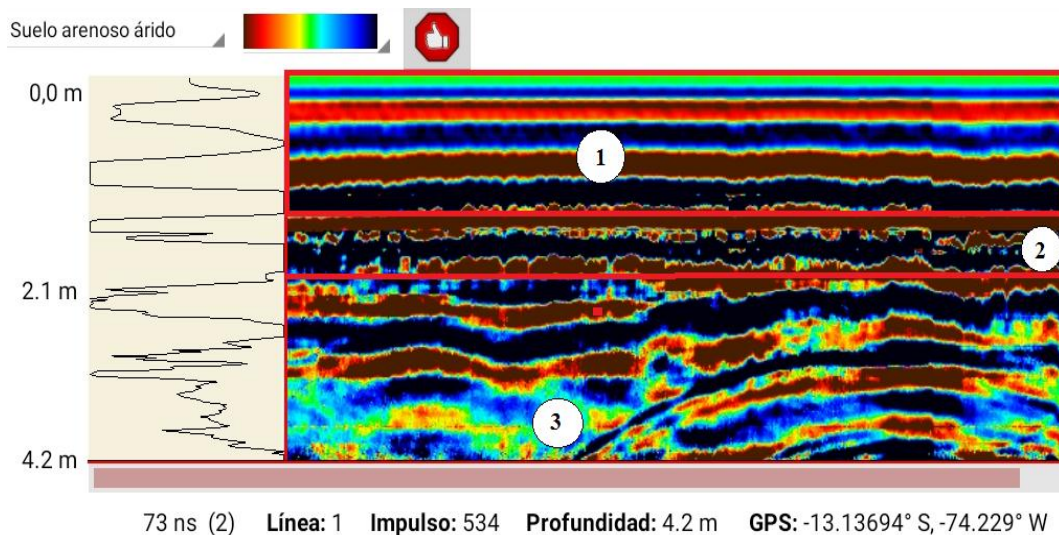 Suelo arenoso árido
0,0 m
1
2
2.1 m
3
4.2 m
73 ns (2) Línea: 1 Impulso: 534 Profundidad: 4.2 m GPS: -13.13694° S, -74.229° W